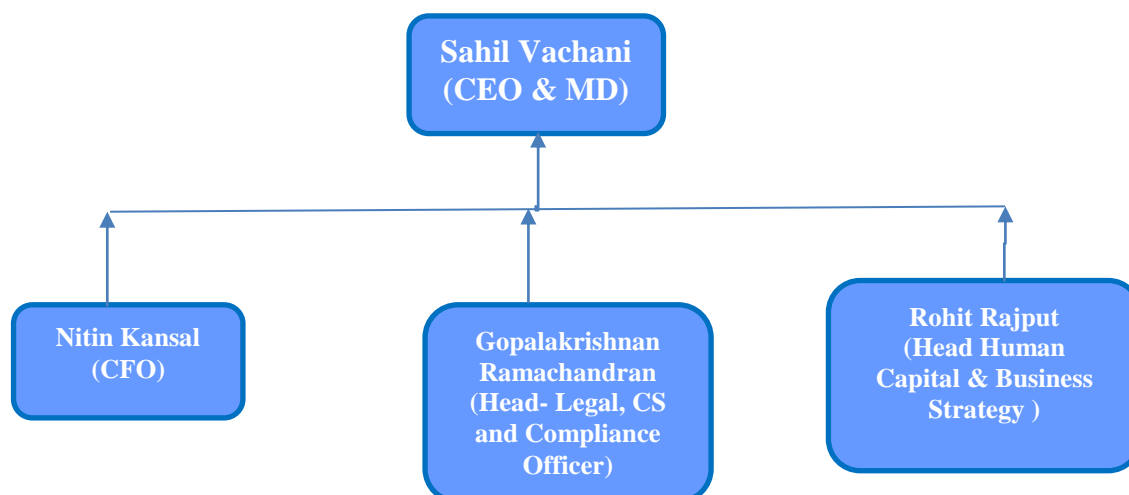 Sahil Vachani
(CEO & MD)
Nitin Kansal
(CFO)
Gopalakrishnan
Ramachandran
(Head- Legal, CS
and Compliance
Officer)
Rohit Rajput
(Head Human
Capital & Business
Strategy )